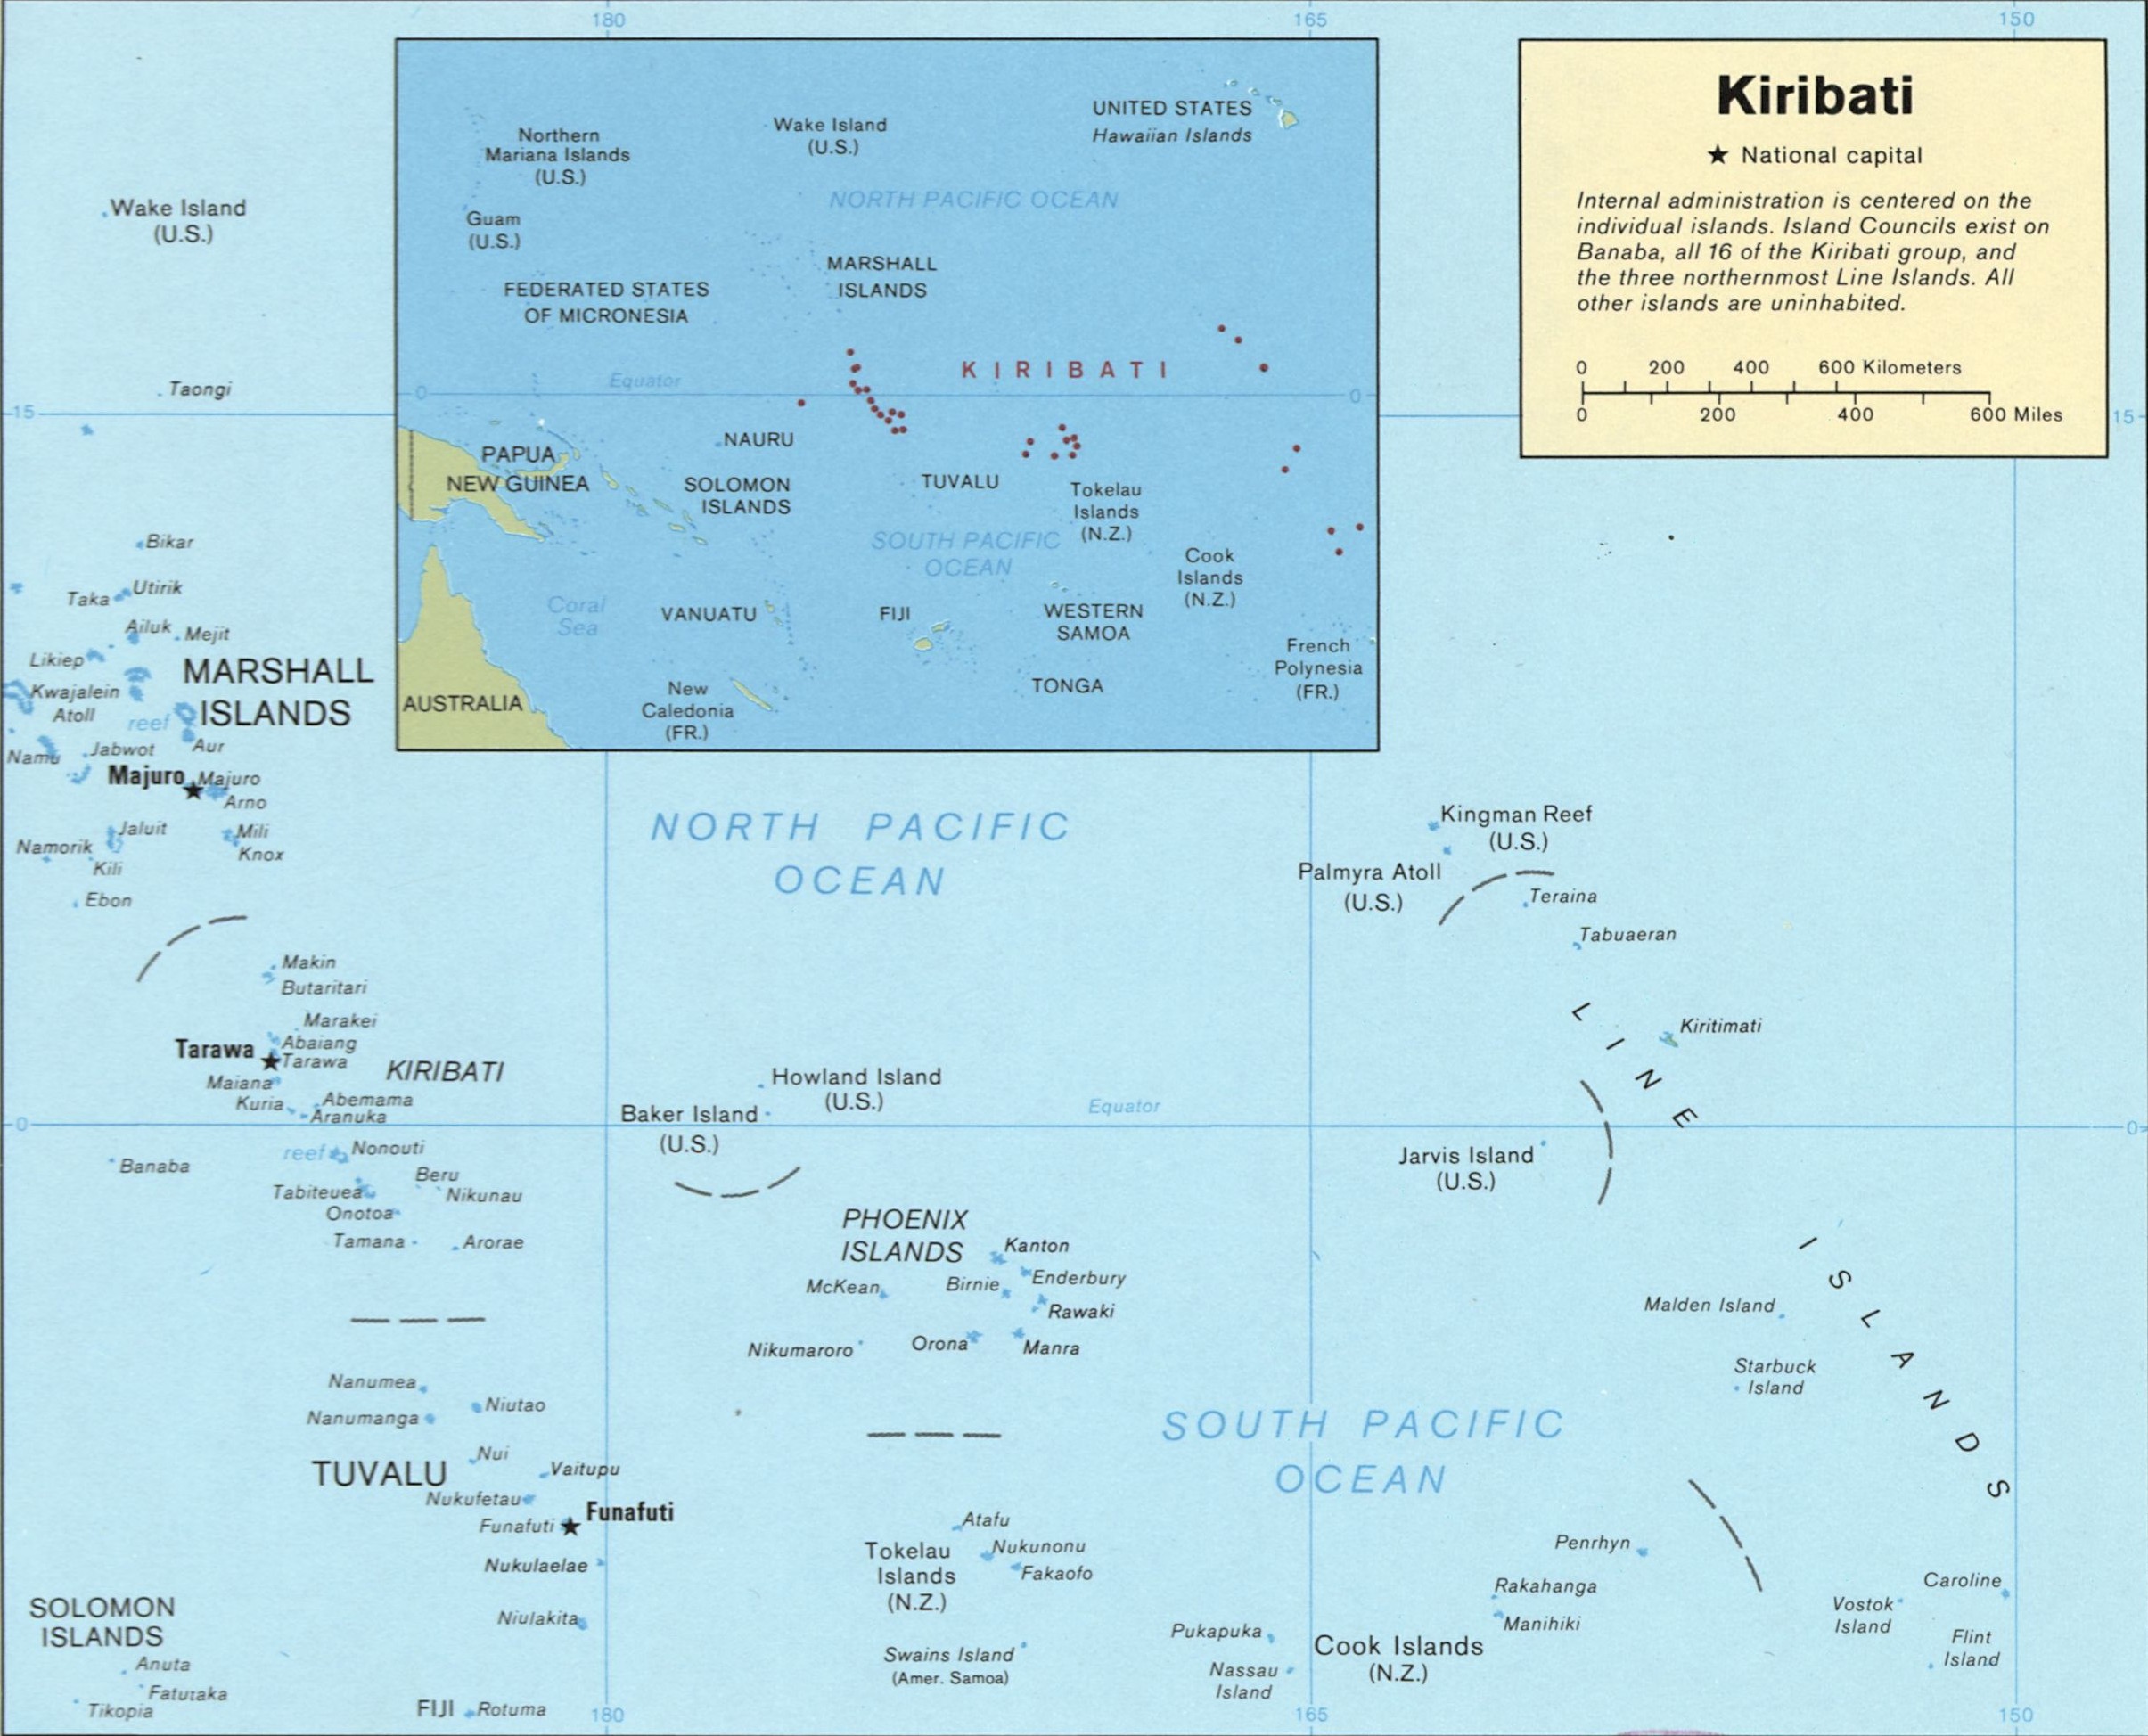 180
165
150
Kiribati
National capital
Internal administration is centered on the
individual islands. Island Councils exist on
Banaba, all 16 of the Kiribati group, and
the three northernmost Line Islands. All
other islands are uninhabited.
0 200 400 600 Kilometers
0 200 400 600 Miles
UNITED STATES
Hawaiian Islands
Wake Island
(U.S.)
Northern
Mariana Islands
(U.S.)
NORTH PACIFIC OCEAN
Guam
(U.S.)
MARSHALL
ISLANDS
FEDERATED STATES
OF MICRONESIA
KIRIBATI
0
Equator
0
NAURU
PAPUA
NEW GUINEA
SOLOMON
ISLANDS
TUVALU
Tokelau
Islands
(N.Z.)
SOUTH PACIFIC
OCEAN
Cook
Islands
(N.Z.)
Coral
Sea
VANUATU
FIJI
WESTERN
SAMOA
French
Polynesia
(FR.)
TONGA
New
Caledonia
(FR.)
AUSTRALIA
Wake Island
(U.S.)
Taongi
15
15
Bikar
Utirik
Taka
Ailuk
Mejit
Likiep
MARSHALL
ISLANDS
Kwajalein
Atoll
reef
Aur
Jabwot
Namu
Majuro
Majuro
Arno
Jaluit
Mili
Knox
Namorik
Kili
Ebon
NORTH PACIFIC
OCEAN
Kingman Reef
(U.S.)
Palmyra Atoll
(U.S.)
Teraina
Tabuaeran
Makin
Butaritari
Marakei
Abaiang
Tarawa
Tarawa
KIRIBATI
Maiana
Kuria
Abemama
Aranuka
Howland Island
(U.S.)
Baker Island
(U.S.)
Equator
LINE
Kiritimati
0
0
reef
Nonouti
Banaba
Beru
Tabiteuea
Nikunau
Onotoa
Tamana
Arorae
Jarvis Island
(U.S.)
PHOENIX
ISLANDS
Kanton
McKean
Birnie
Enderbury
Rawaki
Nikumaroro
Orona
Manra
ISLANDS
Malden Island
Starbuck
Island
Nanumea
Niutao
Nanumanga
Nui
TUVALU
Vaitupu
Nukufetau
Funafuti
Funafuti
Nukulaelae
Niulakita
SOUTH PACIFIC
OCEAN
Atafu
Tokelau
Islands
(N.Z.)
Nukunonu
Fakaofo
Swains Island
(Amer. Samoa)
Penrhyn
Rakahanga
Manihiki
Pukapuka
Cook Islands
(N.Z.)
Nassau
Island
Caroline
Vostok
Island
Flint
Island
SOLOMON
ISLANDS
Anuta
Fatutaka
Tikopia
FIJI
Rotuma
180
165
150